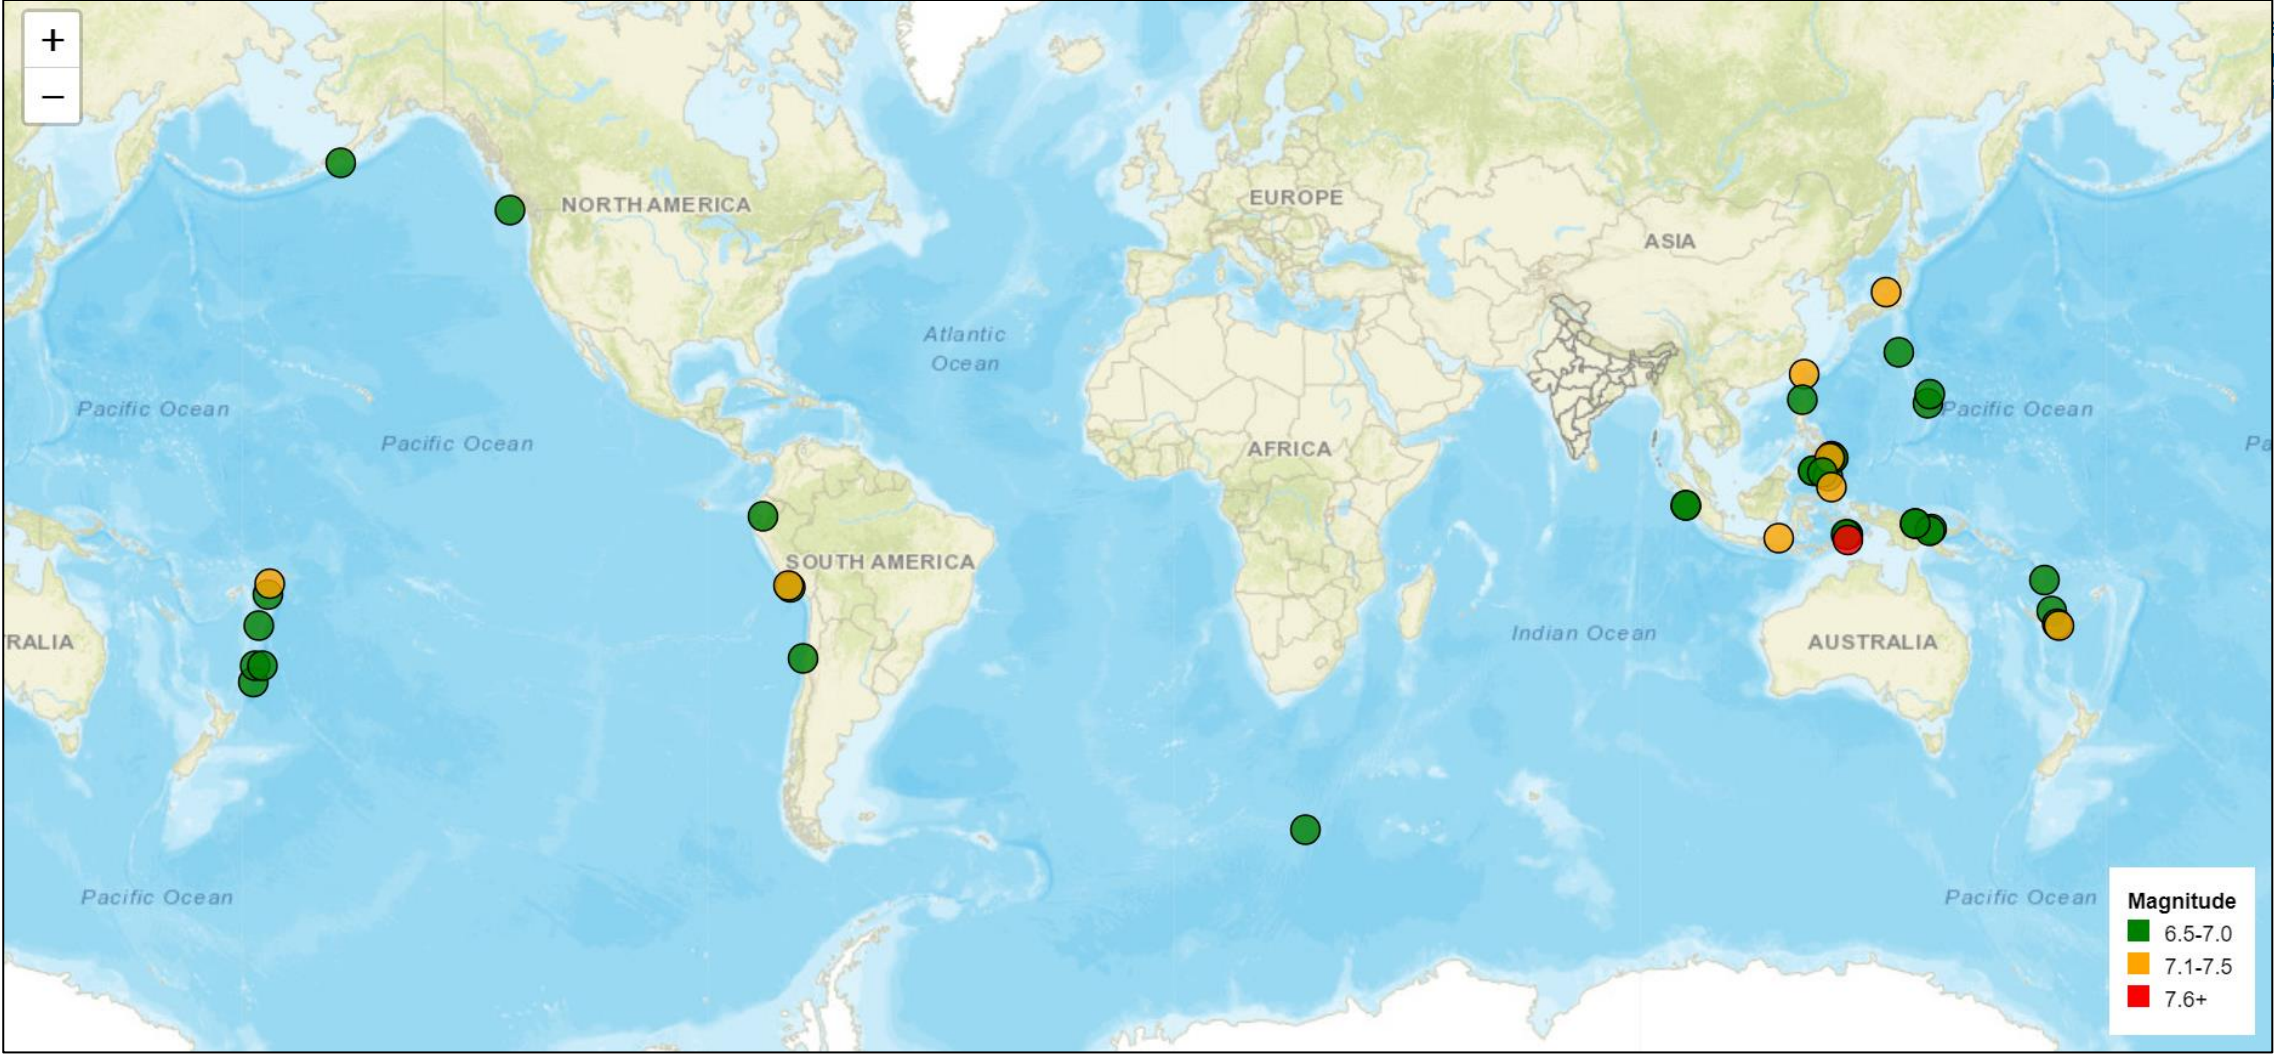 +
−
NORTH AMERICA
EUROPE
ASIA
Atlantic
Ocean
Pacific Ocean
Pacific Ocean
Pacific Ocean
Pa
AFRICA
SOUTH AMERICA
RALIA
Indian Ocean
AUSTRALIA
Pacific Ocean
Pacific Ocean
Magnitude
6.5-7.0
7.1-7.5
7.6+